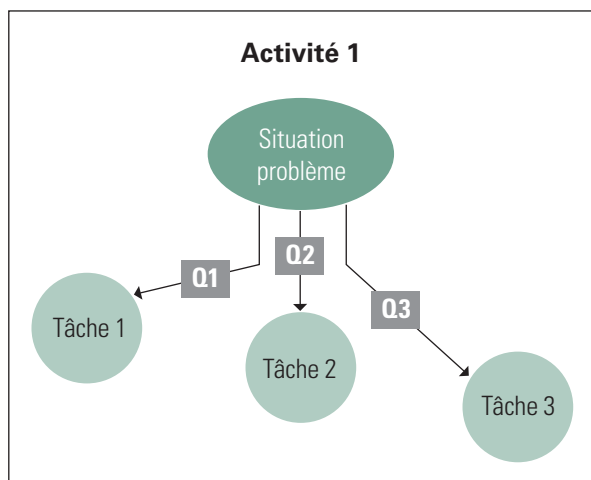 Activité 1
Situation
problème
Q1
Q2
Q3
Tâche 1
Tâche 2
Tâche 3